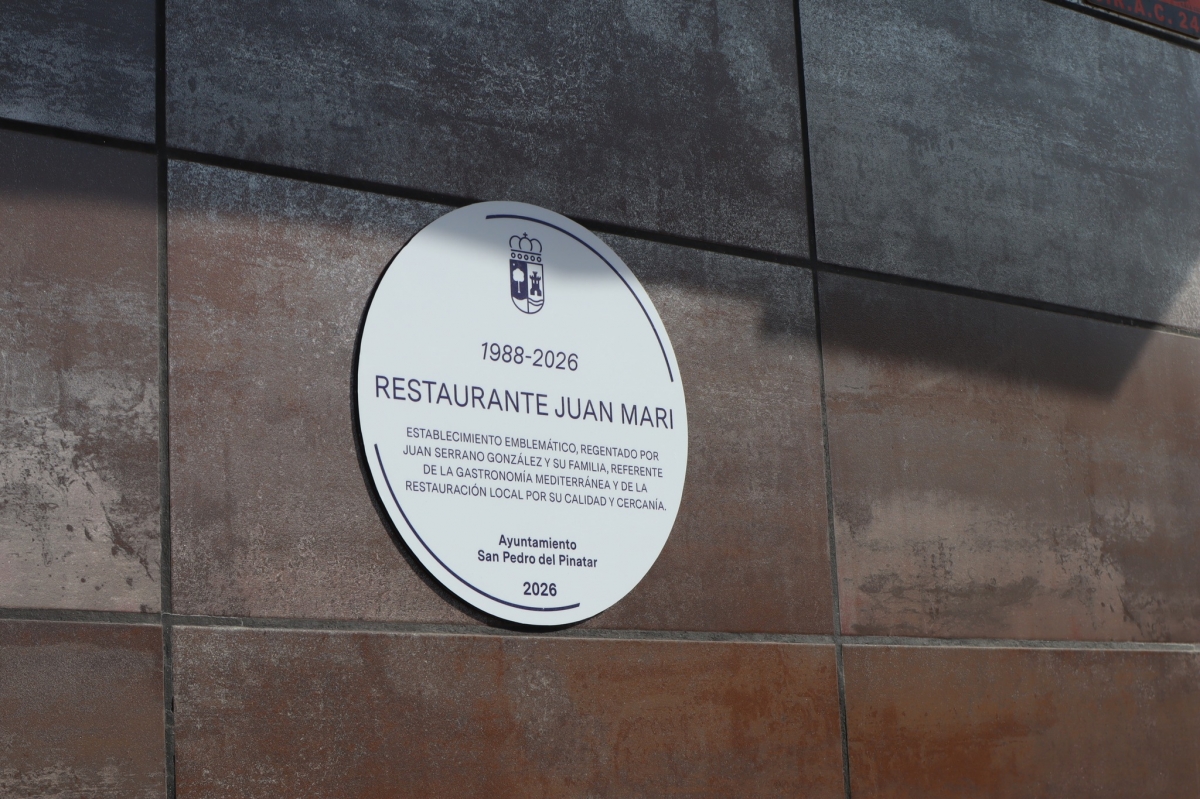 R.A.C. 24
1988-2026
RESTAURANTE JUAN MARI
ESTABLECIMIENTO EMBLEMÁTICO, REGENTADO POR
JUAN SERRANO GONZÁLEZ Y SU FAMILIA, REFERENTE
DE LA GASTRONOMÍA MEDITERRÁNEA Y DE LA
RESTAURACIÓN LOCAL POR SU CALIDAD Y CERCANÍA.
Ayuntamiento
San Pedro del Pinatar
2026